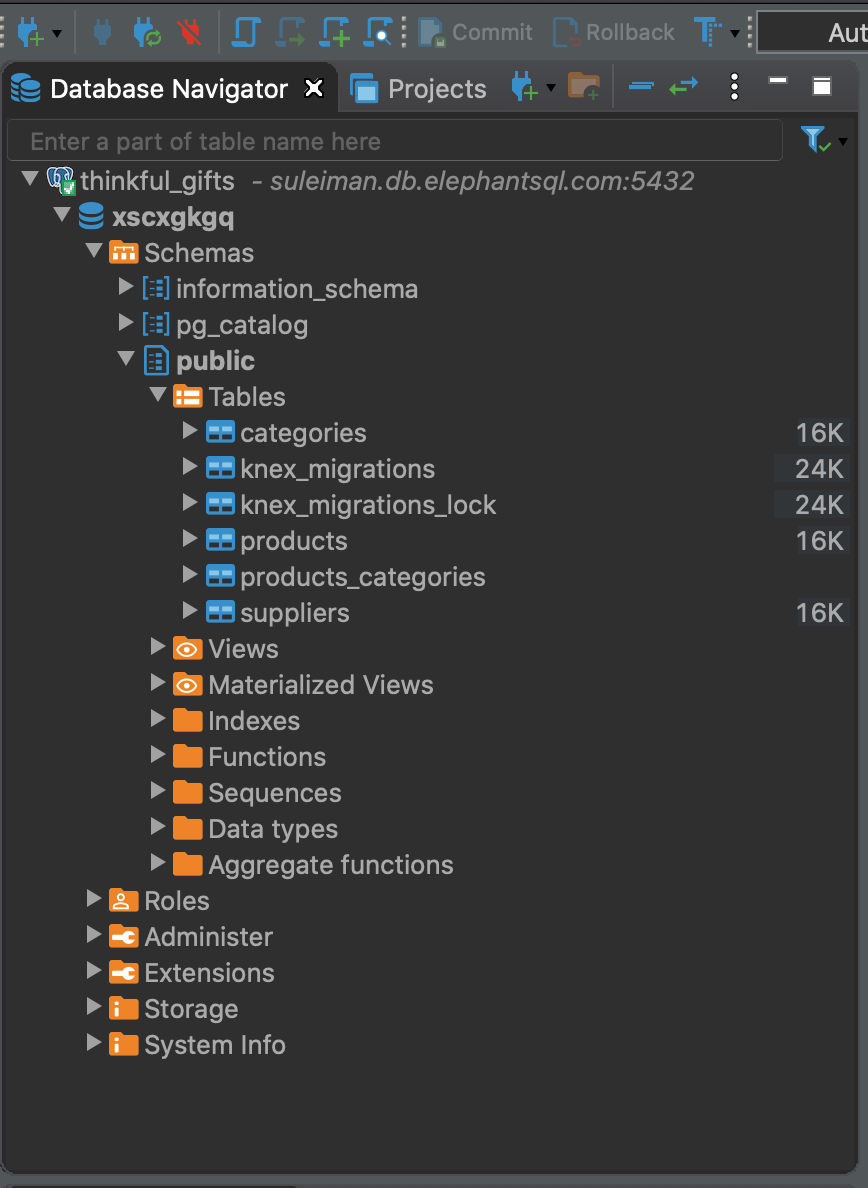 Commit Rollback Aut
Database Navigator Projects
Enter a part of table name here
thinkful_gifts - suleiman.db.elephantsql.com:5432
xscxgkgq
Schemas
information_schema
pg_catalog
public
Tables
categories 16K
knex_migrations 24K
knex_migrations_lock 24K
products 16K
products_categories
suppliers 16K
Views
Materialized Views
Indexes
Functions
Sequences
Data types
Aggregate functions
Roles
Administer
Extensions
Storage
System Info